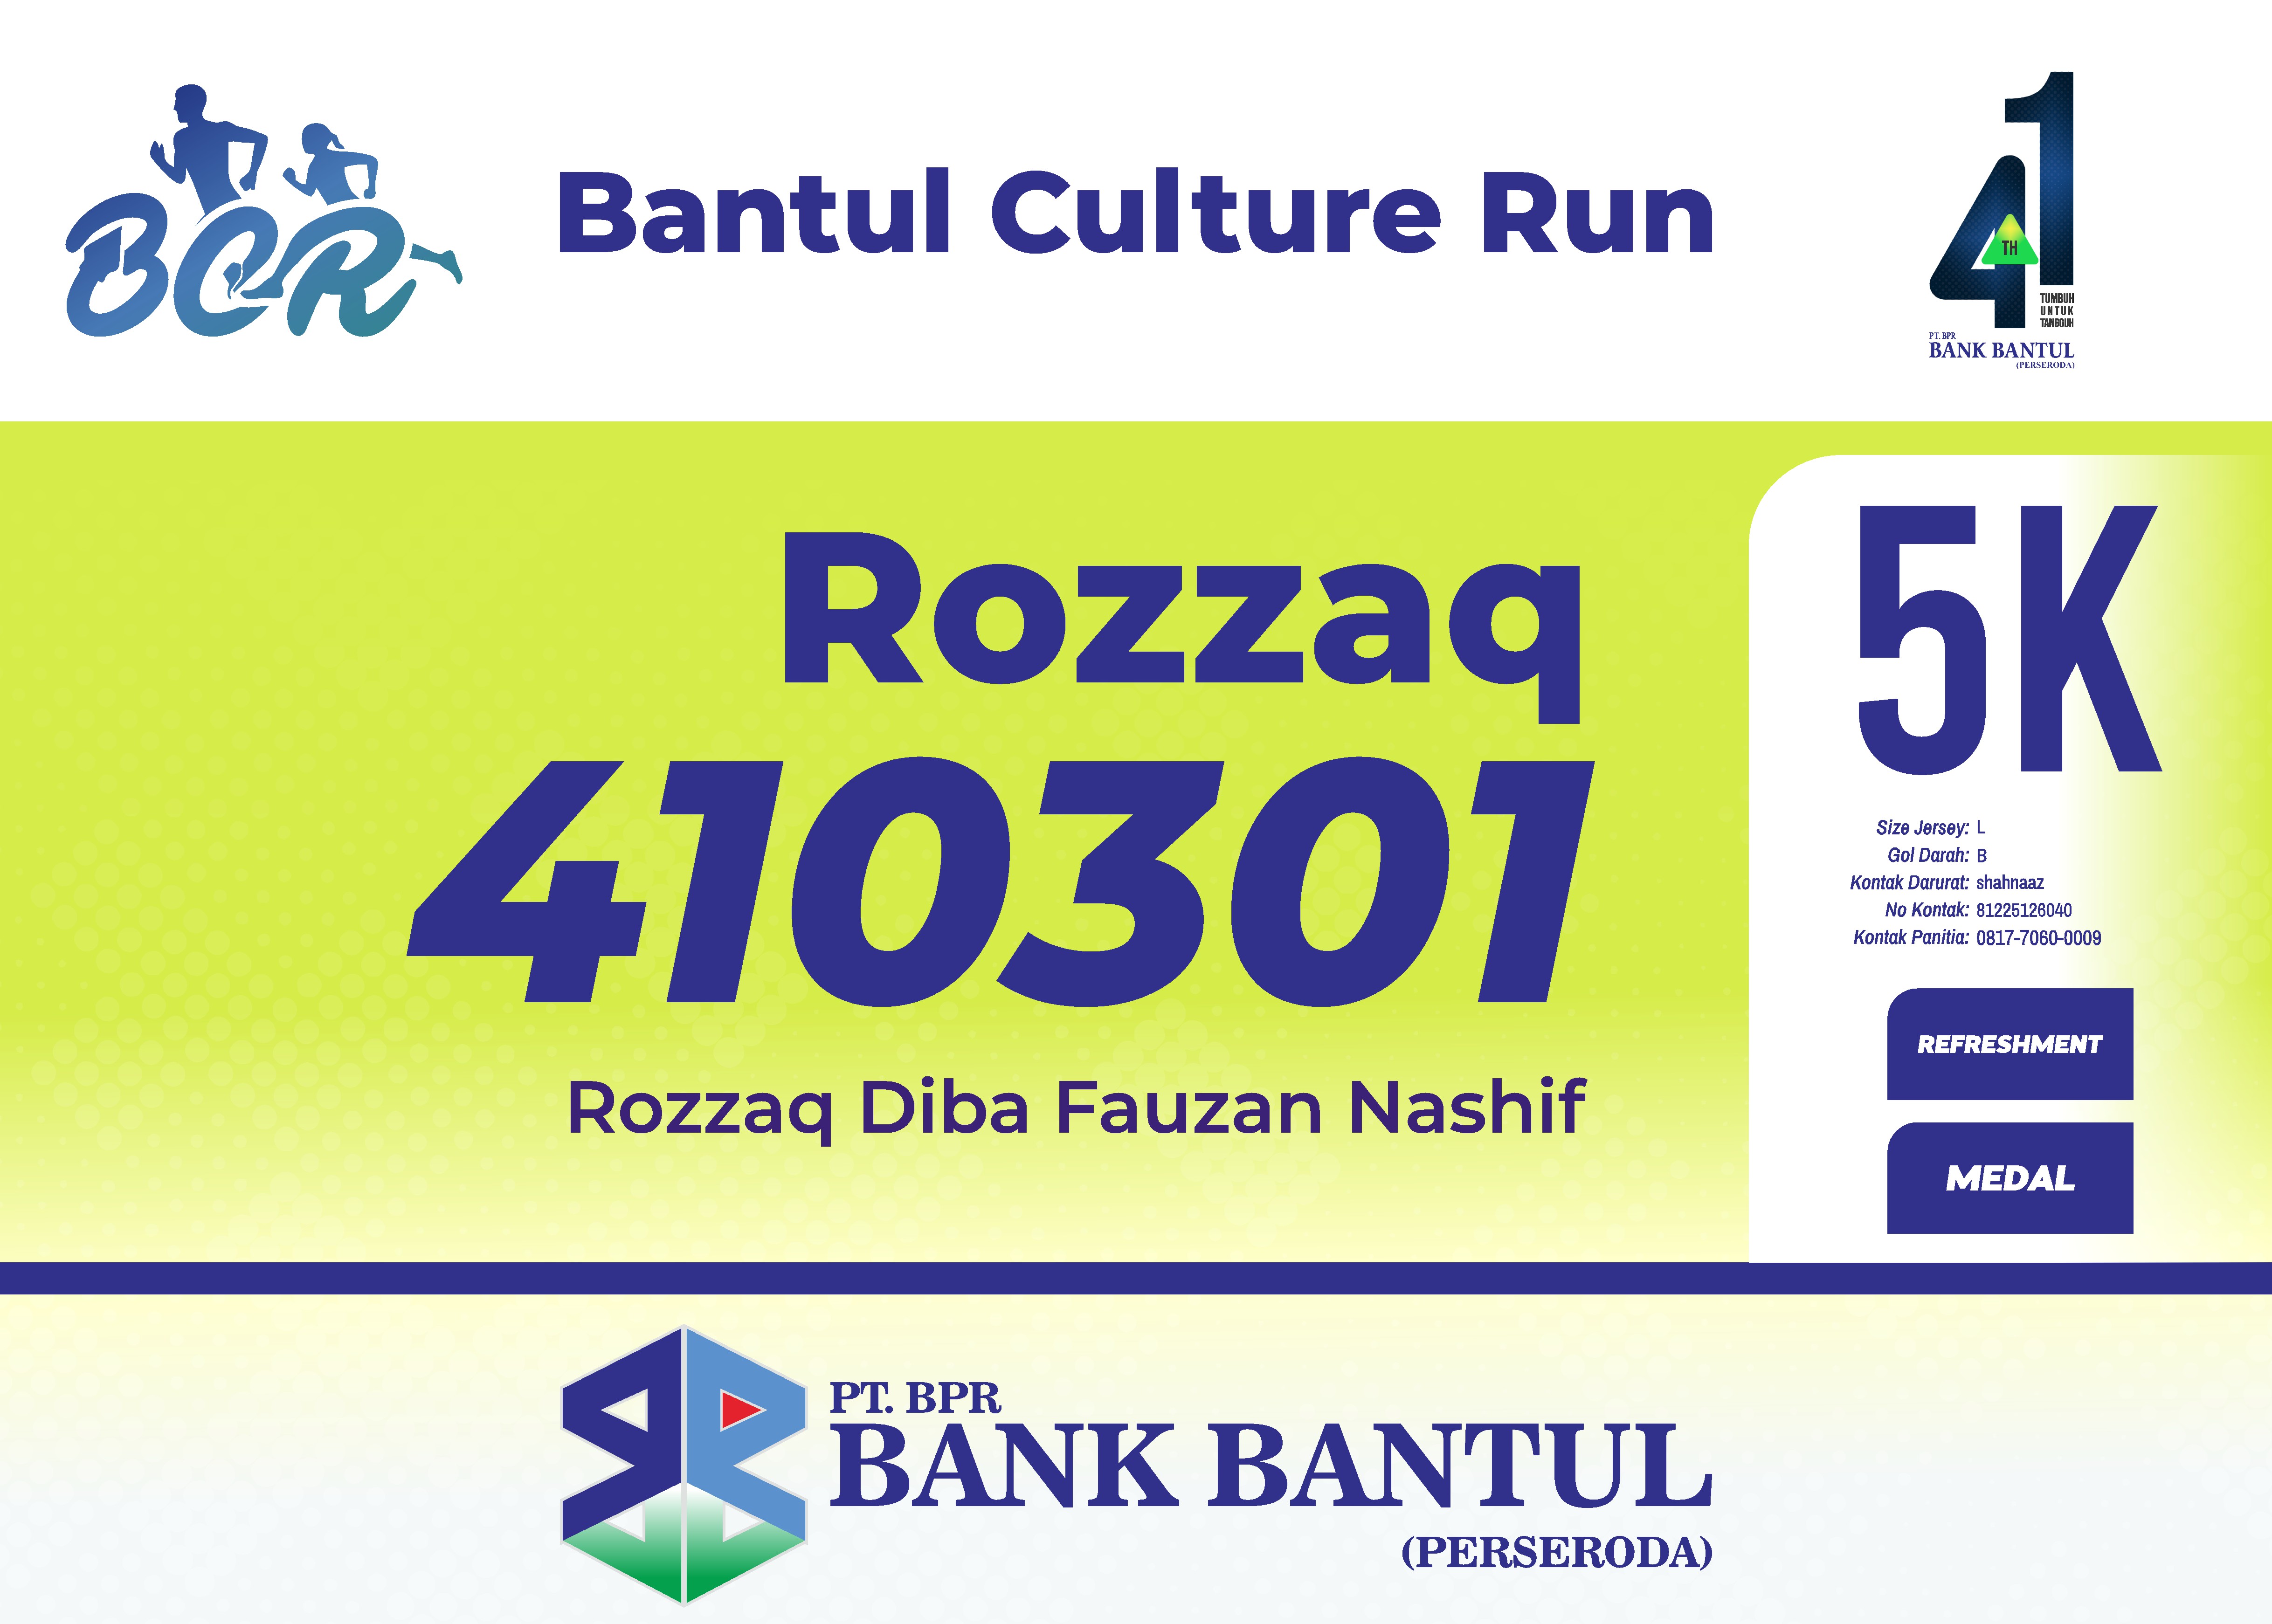 BCR
Bantul Culture Run
41
TH
TUMBUH
UNTUK
TANGGUH
PT. BPR
BANK BANTUL
(PERSERODA)
Rozzaq
410301
Rozzaq Diba Fauzan Nashif
5K
Size Jersey: L
Gol Darah: B
Kontak Darurat: shahnaaz
No Kontak: 81225126040
Kontak Panitia: 0817-7060-0009
REFRESHMENT
MEDAL
PT. BPR
BANK BANTUL
(PERSERODA)